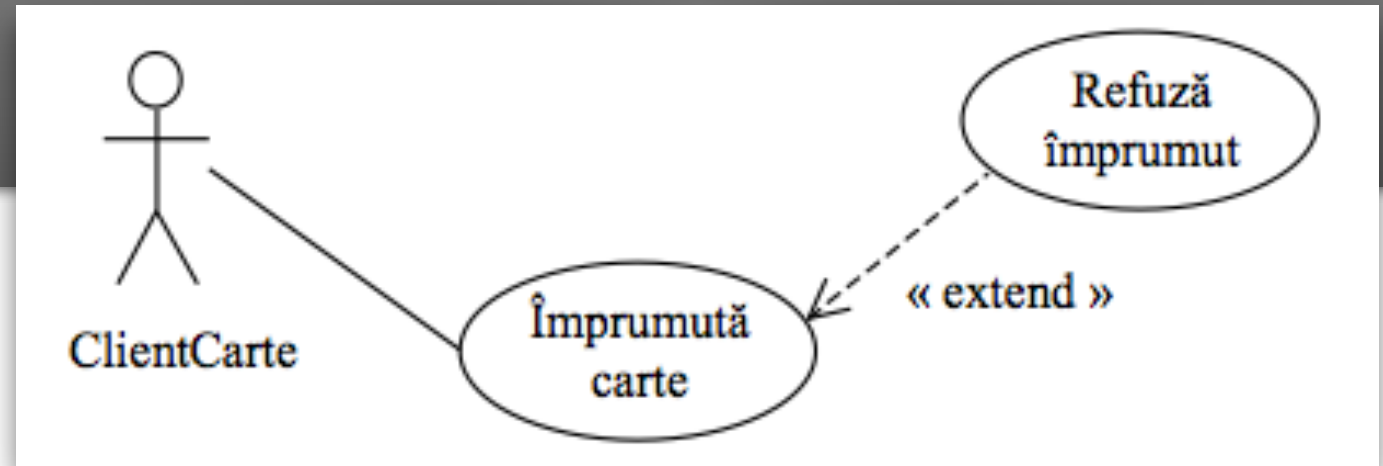 Refuză
împrumut
« extend »
Împrumută
carte
ClientCarte